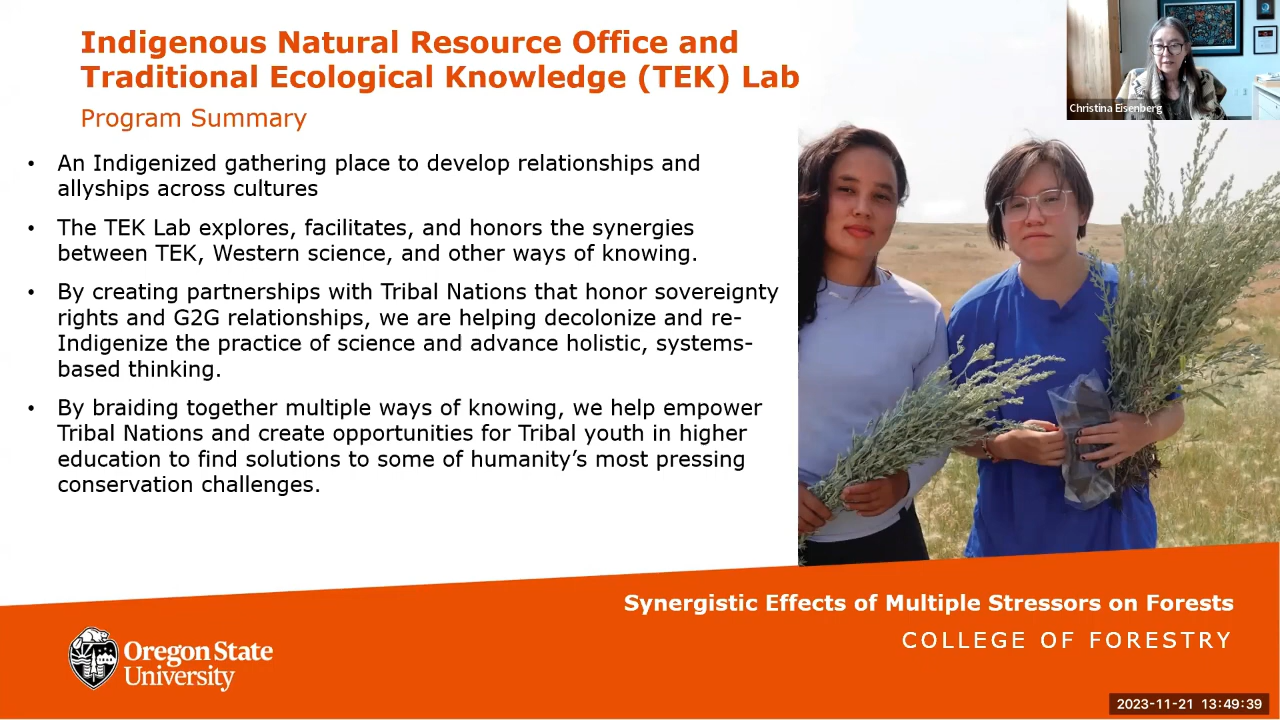 Indigenous Natural Resource Office and
Traditional Ecological Knowledge (TEK) Lab
Program Summary
Christina Eisenberg
• An Indigenized gathering place to develop relationships and
allyships across cultures
• The TEK Lab explores, facilitates, and honors the synergies
between TEK, Western science, and other ways of knowing.
• By creating partnerships with Tribal Nations that honor sovereignty
rights and G2G relationships, we are helping decolonize and re-
Indigenize the practice of science and advance holistic, systems-
based thinking.
• By braiding together multiple ways of knowing, we help empower
Tribal Nations and create opportunities for Tribal youth in higher
education to find solutions to some of humanity’s most pressing
conservation challenges.
Synergistic Effects of Multiple Stressors on Forests
COLLEGE OF FORESTRY
Oregon State
University
2023-11-21 13:49:39